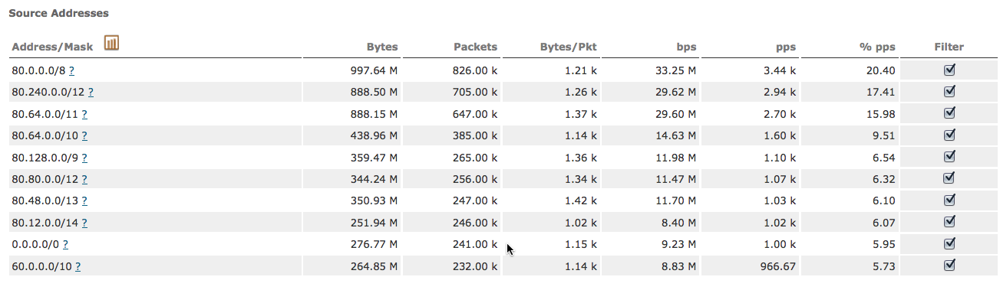 Source Addresses
Address/Mask Bytes Packets Bytes/Pkt bps pps % pps Filter
80.0.0.0/8 ? 997.64 M 826.00 k 1.21 k 33.25 M 3.44 k 20.40
80.240.0.0/12 ? 888.50 M 705.00 k 1.26 k 29.62 M 2.94 k 17.41
80.64.0.0/11 ? 888.15 M 647.00 k 1.37 k 29.60 M 2.70 k 15.98
80.64.0.0/10 ? 438.96 M 385.00 k 1.14 k 14.63 M 1.60 k 9.51
80.128.0.0/9 ? 359.47 M 265.00 k 1.36 k 11.98 M 1.10 k 6.54
80.80.0.0/12 ? 344.24 M 256.00 k 1.34 k 11.47 M 1.07 k 6.32
80.48.0.0/13 ? 350.93 M 247.00 k 1.42 k 11.70 M 1.03 k 6.10
80.12.0.0/14 ? 251.94 M 246.00 k 1.02 k 8.40 M 1.02 k 6.07
0.0.0.0/0 ? 276.77 M 241.00 k 1.15 k 9.23 M 1.00 k 5.95
60.0.0.0/10 ? 264.85 M 232.00 k 1.14 k 8.83 M 966.67 5.73